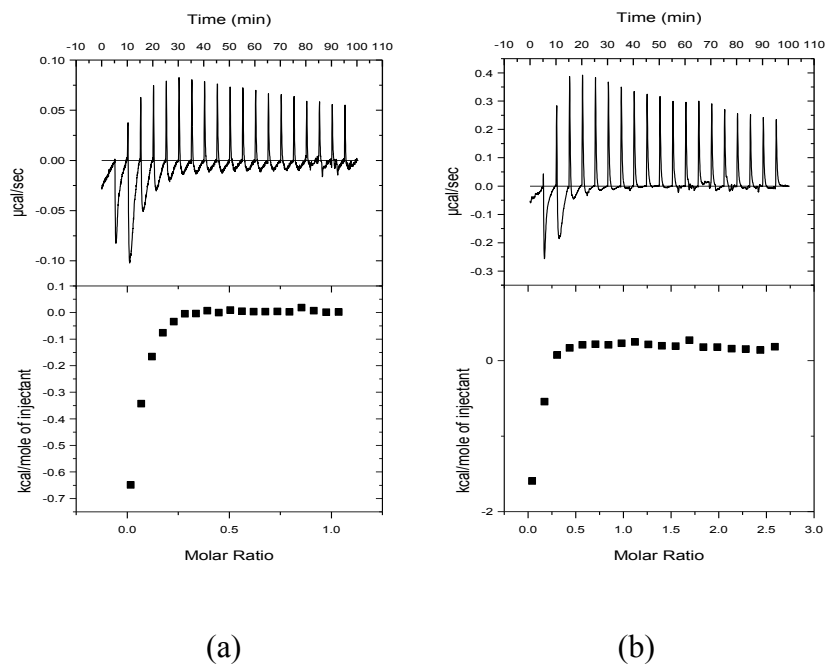 Time (min)
-10 0 10 20 30 40 50 60 70 80 90 100 110
0.10
0.05
0.00
-0.05
-0.10
µcal/sec
0.1
0.0
-0.1
-0.2
-0.3
-0.4
-0.5
-0.6
-0.7
kcal/mole of injectant
0.0 0.5 1.0
Molar Ratio
(a)
Time (min)
-10 0 10 20 30 40 50 60 70 80 90 100 110
0.4
0.3
0.2
0.1
0.0
-0.1
-0.2
-0.3
µcal/sec
0
-2
kcal/mole of injectant
0.0 0.5 1.0 1.5 2.0 2.5 3.0
Molar Ratio
(b)